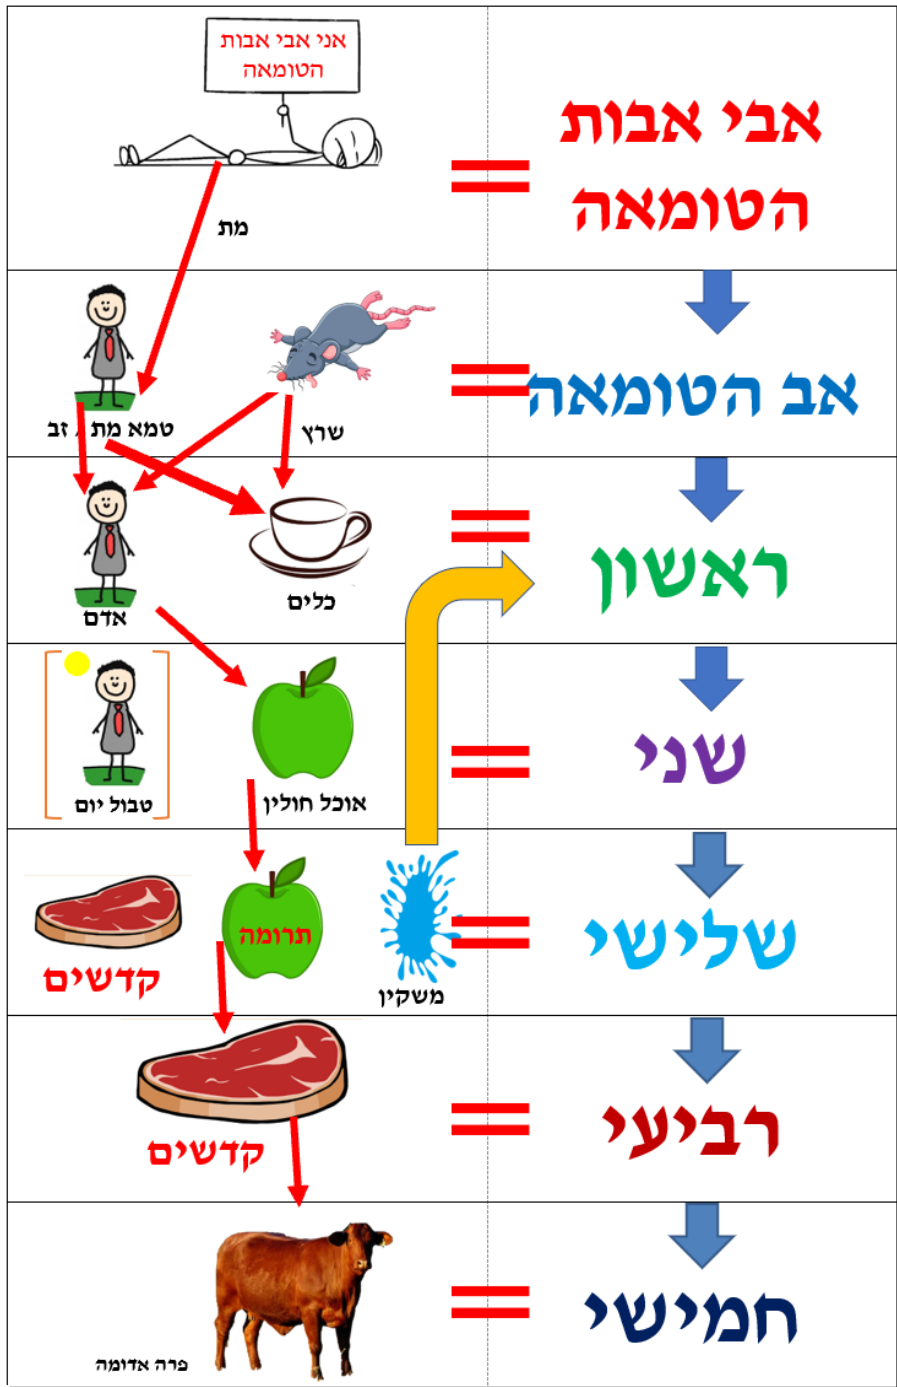 אני אבי אבות
הטומאה
אבי אבות
הטומאה
מת
אב הטומאה
טמא מת / זב
שרץ
ראשון
כלים
אדם
שני
אוכל חולין
טבול יום
שלישי
תרומה
קדשים
משקין
רביעי
קדשים
חמישי
פרה אדומה